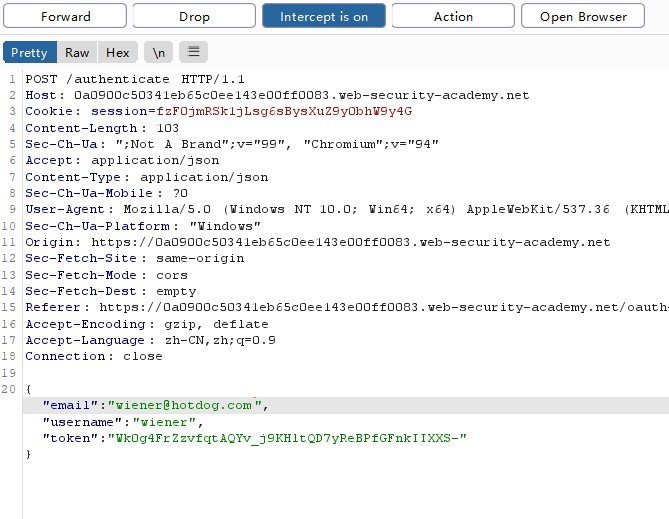 Forward Drop Intercept is on Action Open Browser
Pretty Raw Hex \n ☰
1 POST /authenticate HTTP/1.1
2 Host: 0a0900c50341eb65c0ee143e00ff0083.web-security-academy.net
3 Cookie: session=fzF0jmRSk1jLsg6sBysXuZ9yObhW9y4G
4 Content-Length: 103
5 Sec-Ch-Ua: ";Not A Brand";v="99", "Chromium";v="94"
6 Accept: application/json
7 Content-Type: application/json
8 Sec-Ch-Ua-Mobile: ?0
9 User-Agent: Mozilla/5.0 (Windows NT 10.0; Win64; x64) AppleWebKit/537.36 (KHTML
10 Sec-Ch-Ua-Platform: "Windows"
11 Origin: https://0a0900c50341eb65c0ee143e00ff0083.web-security-academy.net
12 Sec-Fetch-Site: same-origin
13 Sec-Fetch-Mode: cors
14 Sec-Fetch-Dest: empty
15 Referer: https://0a0900c50341eb65c0ee143e00ff0083.web-security-academy.net/oauth-
16 Accept-Encoding: gzip, deflate
17 Accept-Language: zh-CN,zh;q=0.9
18 Connection: close
19
20 {
"email":"wiener@hotdog.com",
"username":"wiener",
"token":"WkOg4FrZzvfqtAQYv_j9KHltQD7yReBPfGFnkIIXXS-"
}